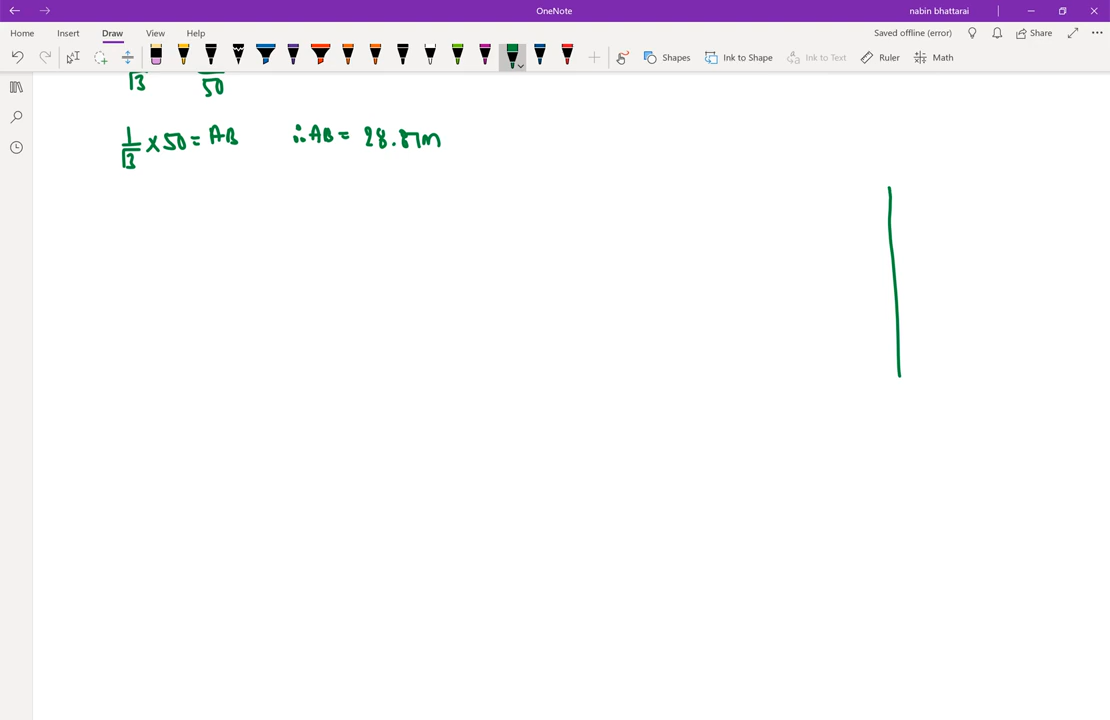 OneNote
nabin bhattarai
Home Insert Draw View Help
Saved offline (error) Share
Shapes Ink to Shape Ink to Text Ruler Math
√3 50
1/√3 × 50 = AB ∴ AB = 28.87m